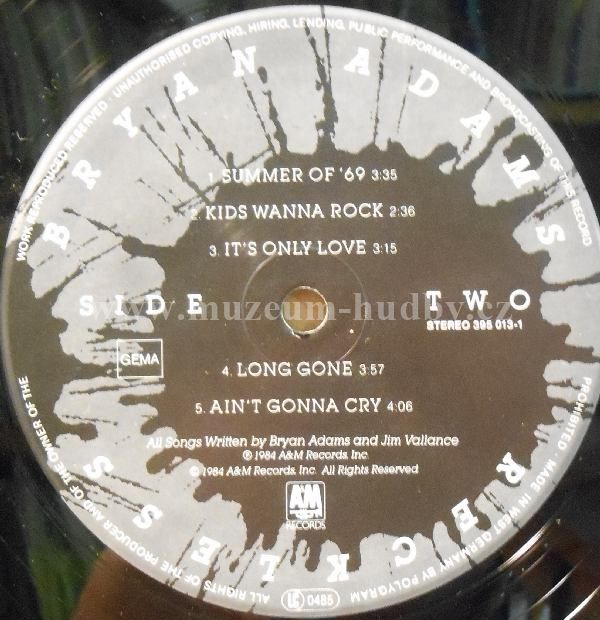 WORK REPRODUCED RESERVED · UNAUTHORISED COPYING, HIRING, LENDING, PUBLIC PERFORMANCE AND BROADCASTING OF THIS RECORD
BRYAN ADAMS
1. SUMMER OF '69 3:35
2. KIDS WANNA ROCK 2:36
3. IT'S ONLY LOVE 3:15
SIDE TWO
www.muzeum-hudby.cz
STEREO 395 013-1
GEMA
4. LONG GONE 3:57
5. AIN'T GONNA CRY 4:06
All Songs Written by Bryan Adams and Jim Vallance
℗ 1984 A&M Records, Inc.
© 1984 A&M Records, Inc. All Rights Reserved
A&M
RECORDS
RECKLESS
LC 0485
ALL RIGHTS OF THE PRODUCER AND OF THE OWNER OF THE
PROHIBITED · MADE IN WEST GERMANY BY POLYGRAM